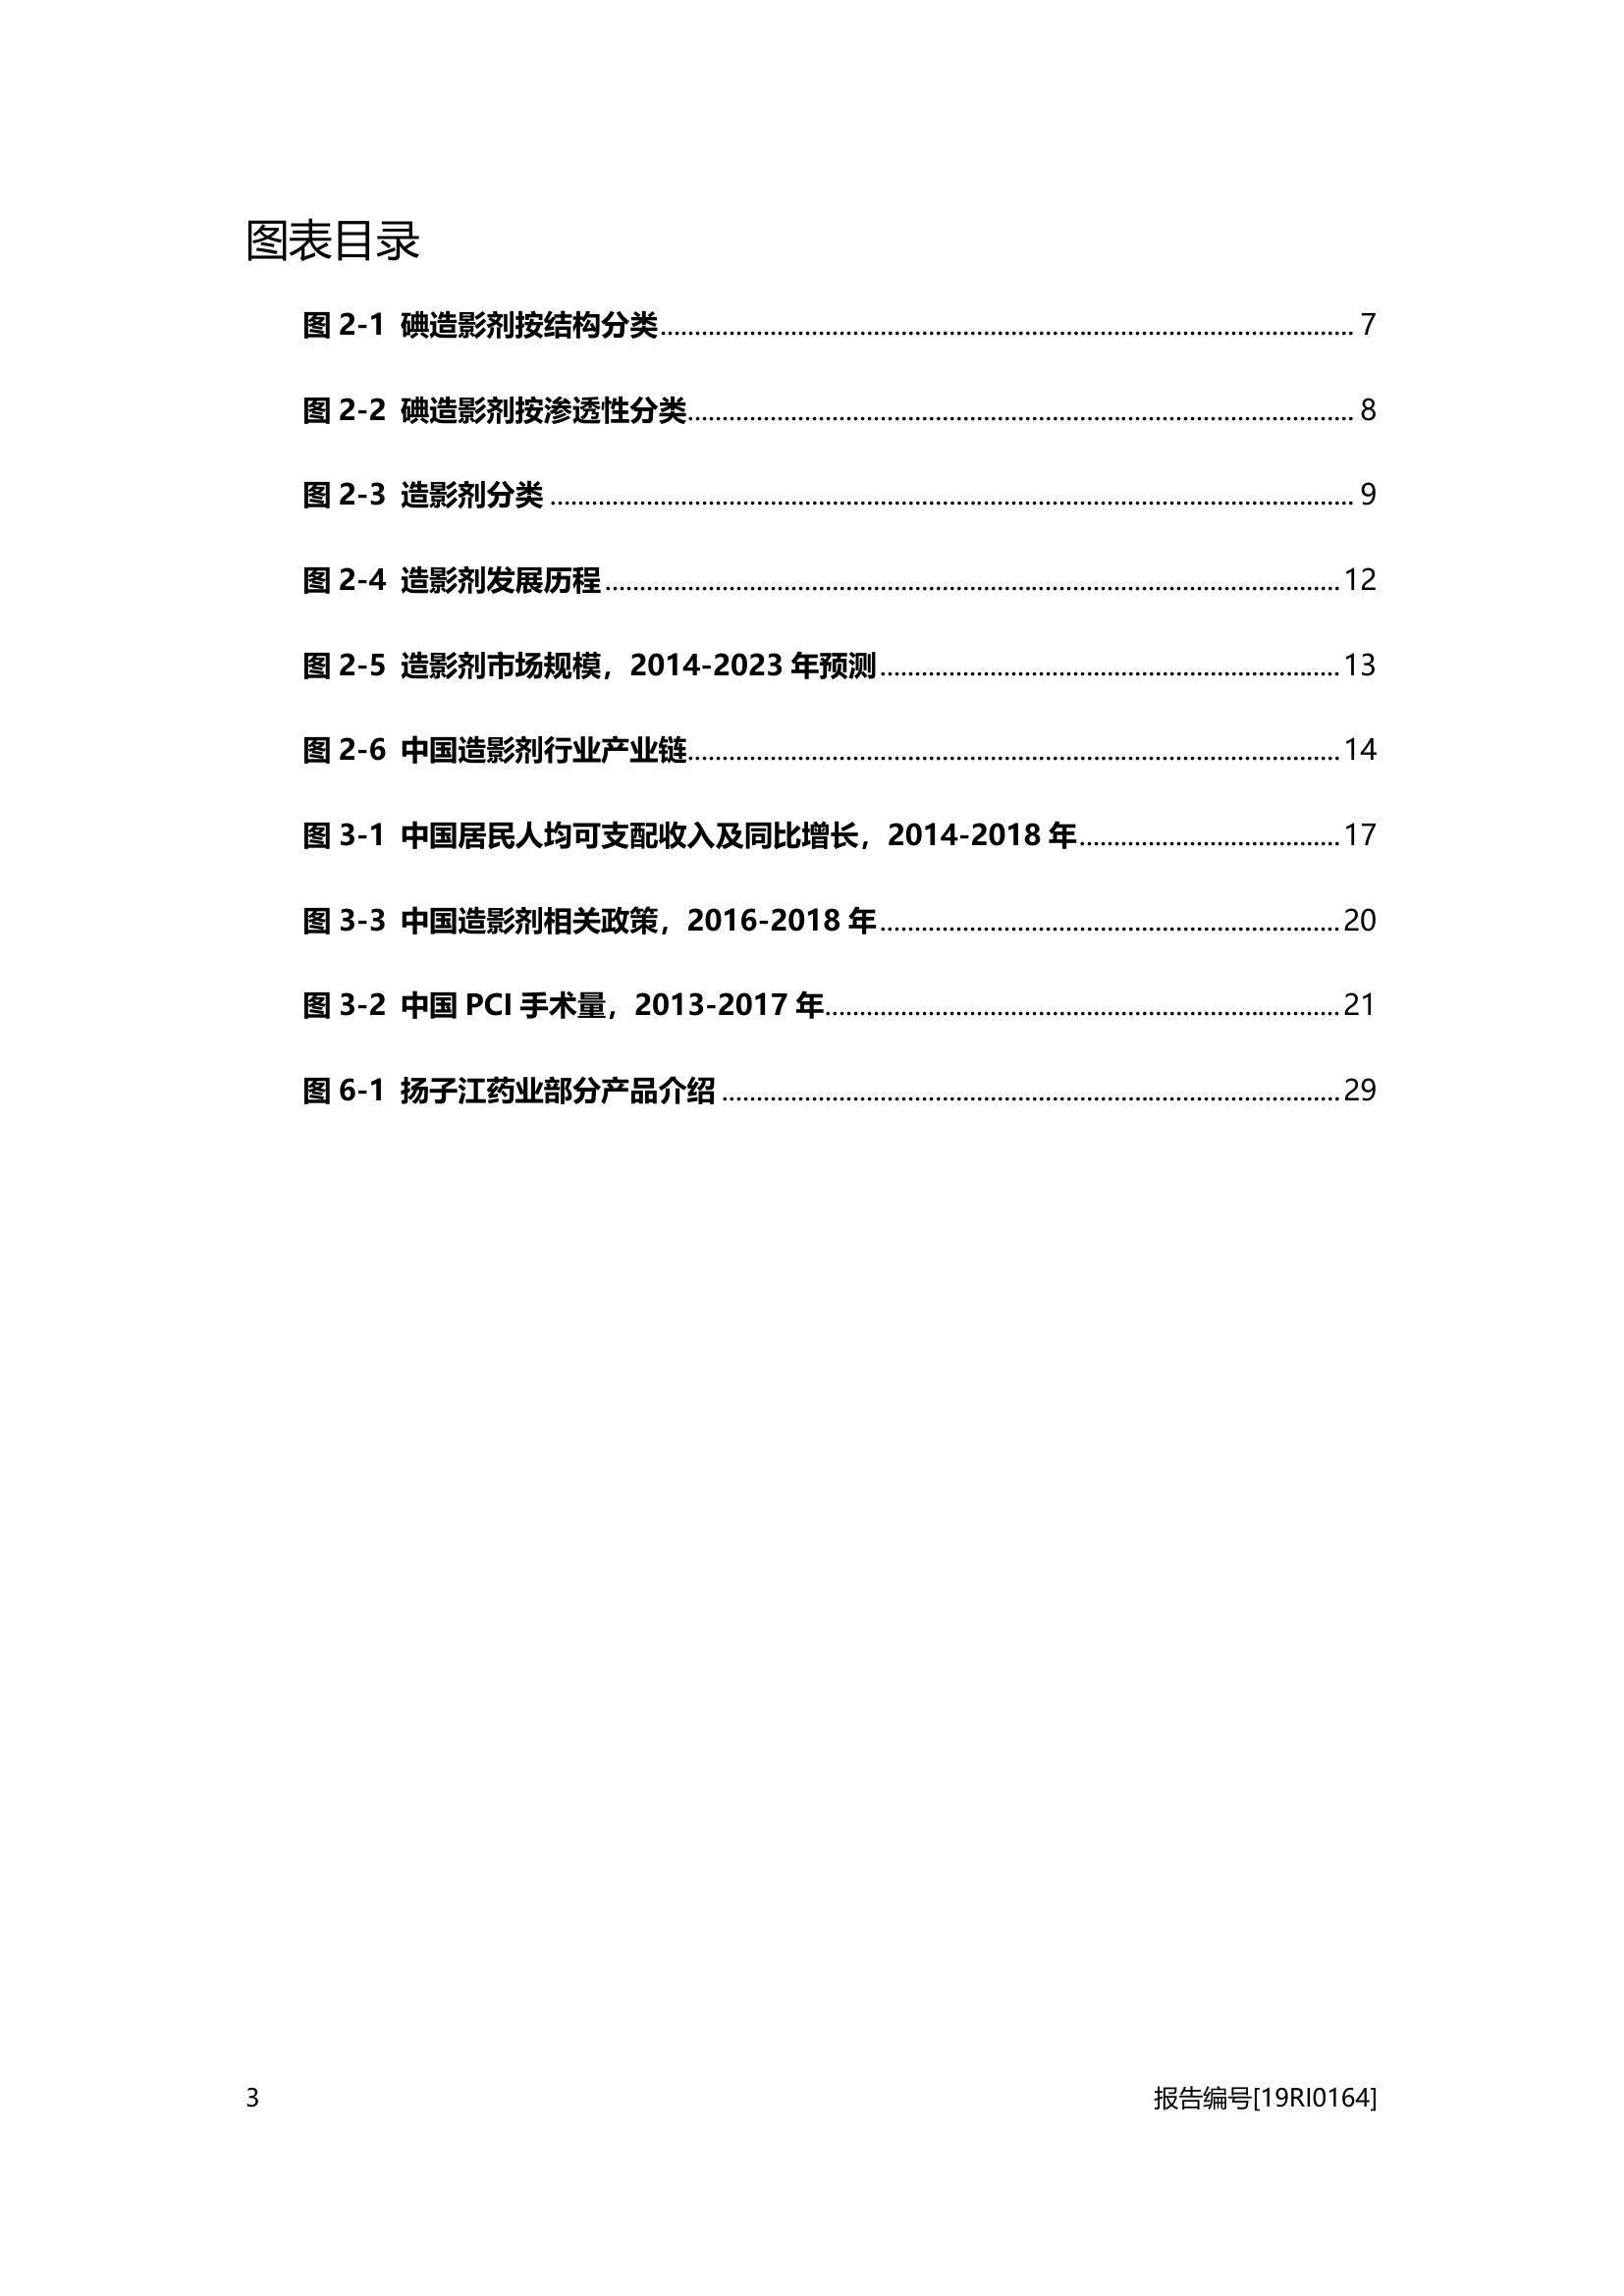 图表目录
图 2-1 碘造影剂按结构分类........................................ 7
图 2-2 碘造影剂按渗透性分类........................................ 8
图 2-3 造影剂分类........................................ 9
图 2-4 造影剂发展历程........................................ 12
图 2-5 造影剂市场规模，2014-2023 年预测........................................ 13
图 2-6 中国造影剂行业产业链........................................ 14
图 3-1 中国居民人均可支配收入及同比增长，2014-2018 年........................................ 17
图 3-3 中国造影剂相关政策，2016-2018 年........................................ 20
图 3-2 中国 PCI 手术量，2013-2017 年........................................ 21
图 6-1 扬子江药业部分产品介绍........................................ 29
3 报告编号[19RI0164]